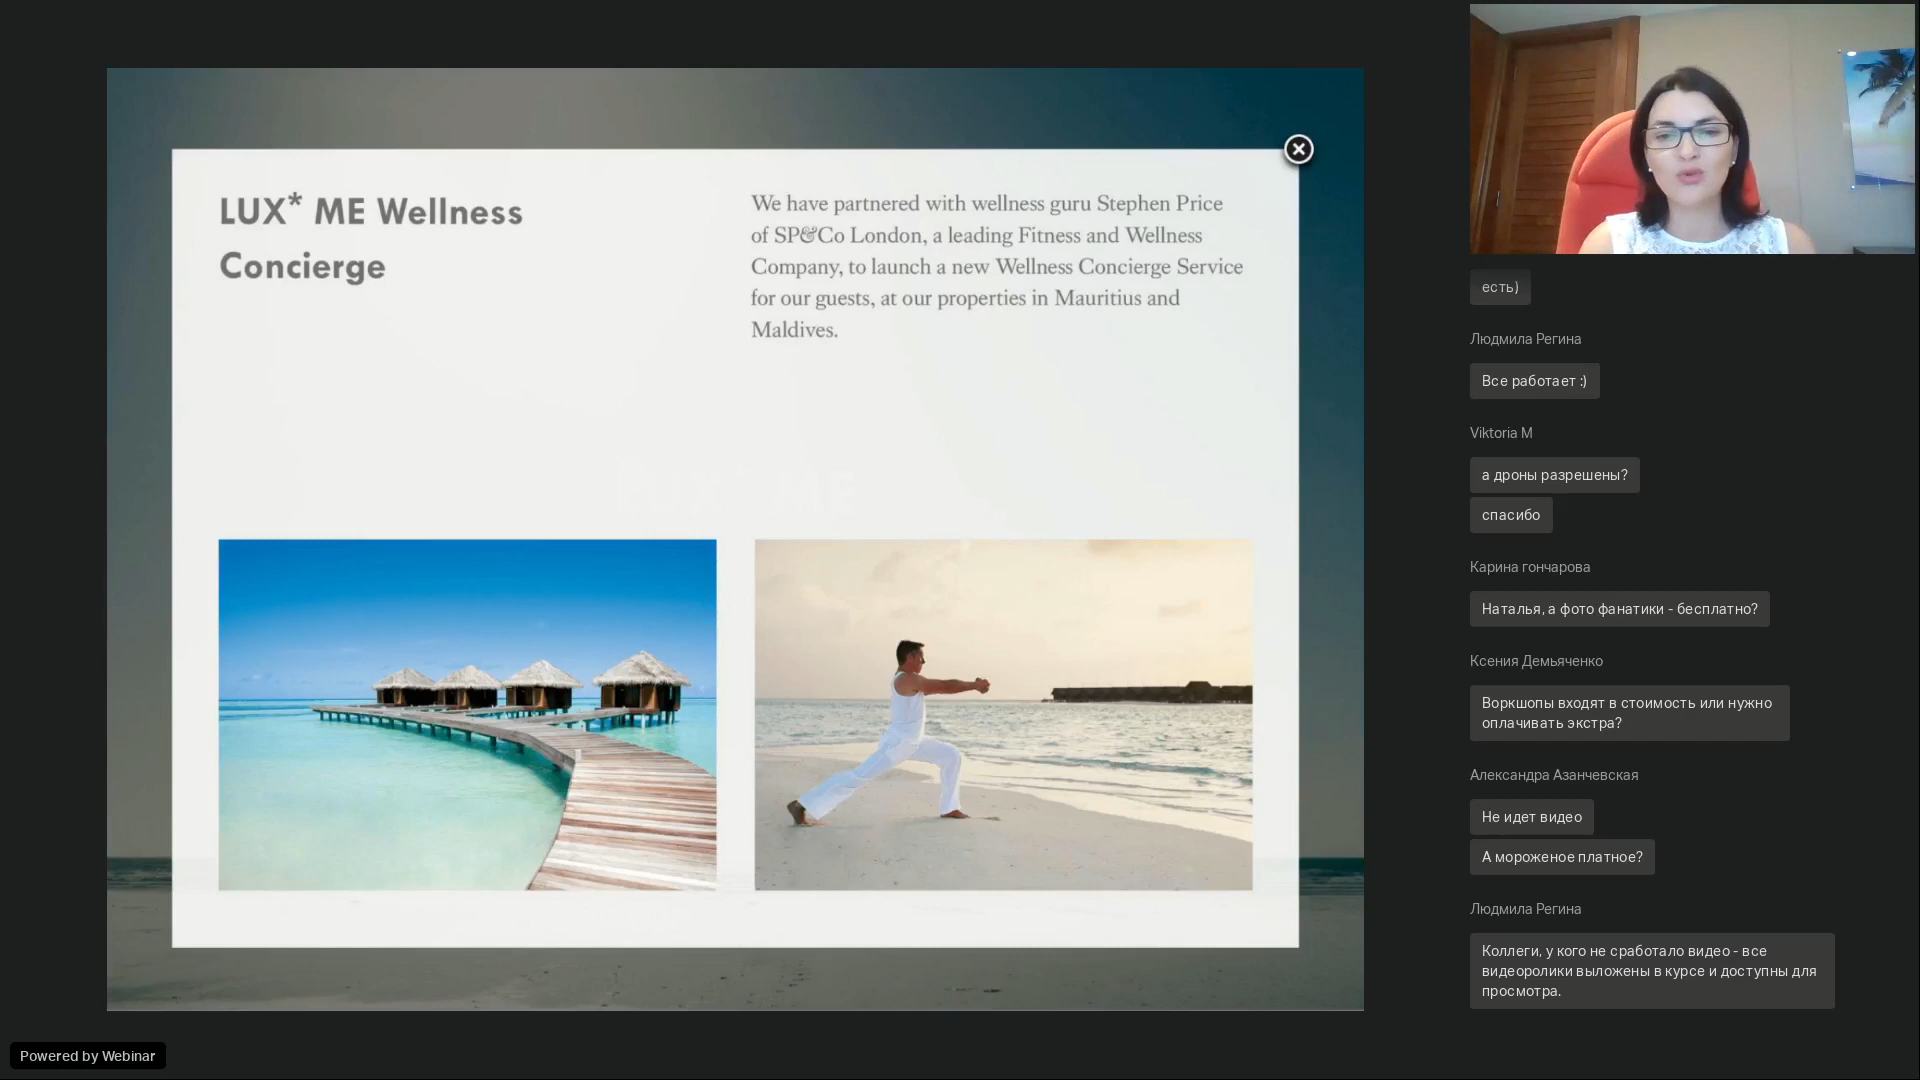 LUX* ME Wellness
Concierge
We have partnered with wellness guru Stephen Price
of SP&Co London, a leading Fitness and Wellness
Company, to launch a new Wellness Concierge Service
for our guests, at our properties in Mauritius and
Maldives.
есть)
Людмила Регина
Все работает :)
Viktoria M
а дроны разрешены?
спасибо
Карина гончарова
Наталья, а фото фанатики - бесплатно?
Ксения Демьяченко
Воркшопы входят в стоимость или нужно
оплачивать экстра?
Александра Азанчевская
Не идет видео
А мороженое платное?
Людмила Регина
Коллеги, у кого не сработало видео - все
видеоролики выложены в курсе и доступны для
просмотра.
Powered by Webinar